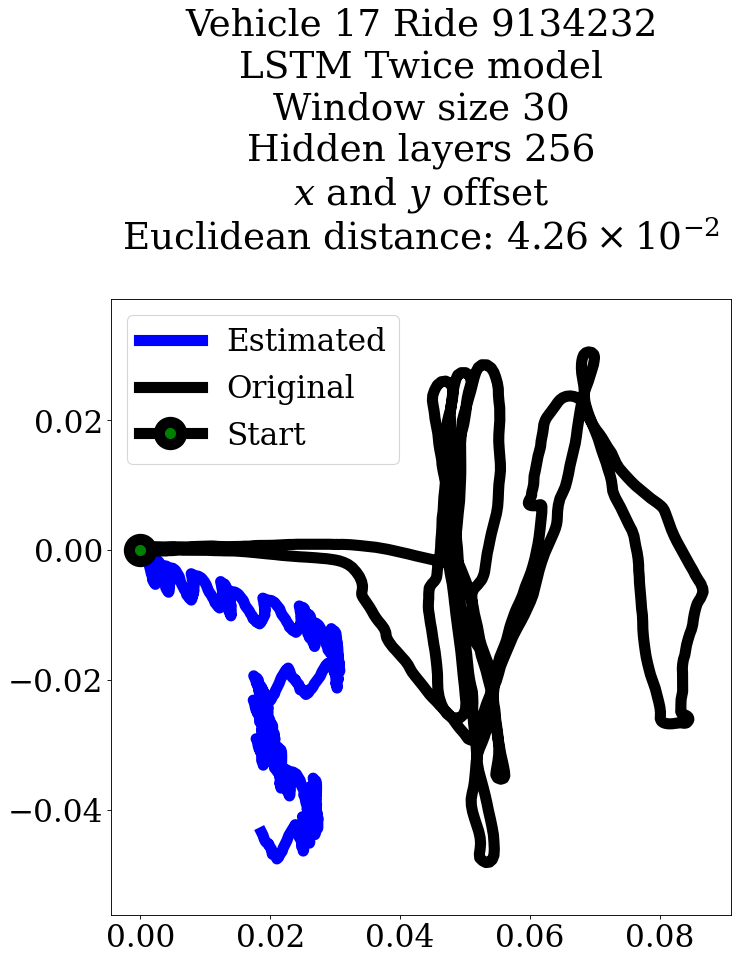 Vehicle 17 Ride 9134232
LSTM Twice model
Window size 30
Hidden layers 256
x and y offset
Euclidean distance: 4.26 × 10⁻²
Estimated
Original
Start
0.02
0.00
−0.02
−0.04
0.00 0.02 0.04 0.06 0.08